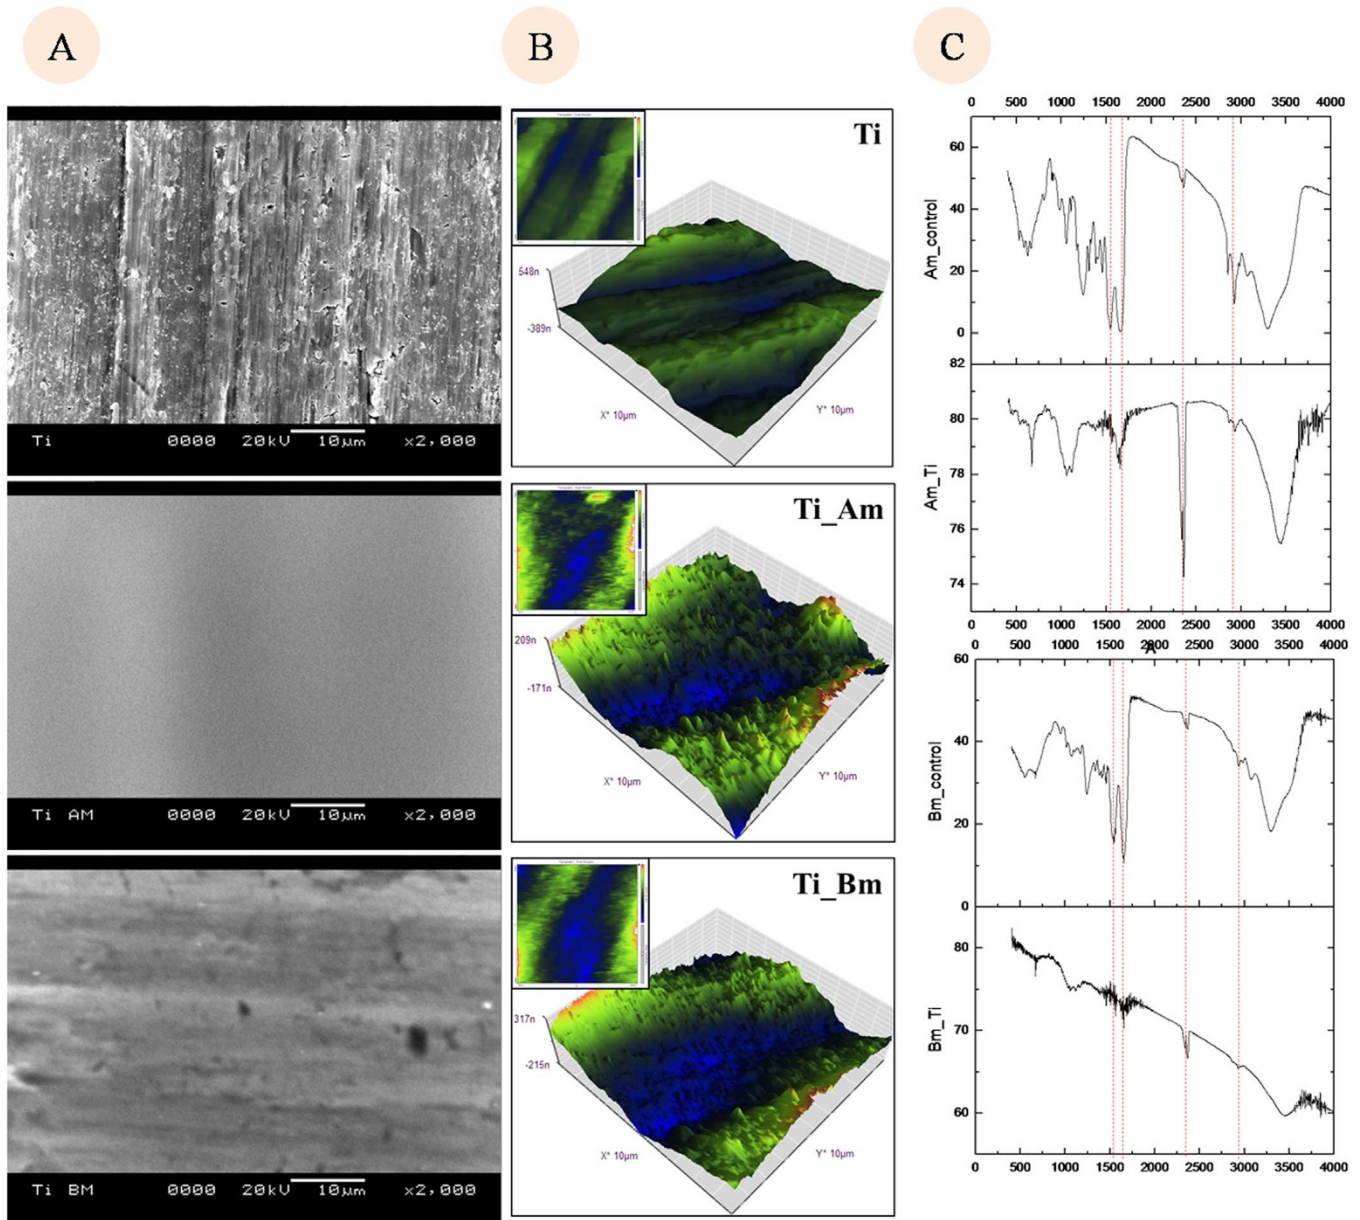 A
B
C
Ti 0000 20kV 10μm x2,000
Ti AM 0000 20kV 10μm x2,000
Ti BM 0000 20kV 10μm x2,000
Ti
548n
-389n
X* 10μm
Y* 10μm
Ti_Am
209n
-171n
X* 10μm
Y* 10μm
Ti_Bm
317n
-215n
X* 10μm
Y* 10μm
0 500 1000 1500 2000 2500 3000 3500 4000
60
40
20
0
Am_control
82
80
78
76
74
Am_Ti
0 500 1000 1500 2000 2500 3000 3500 4000
0 500 1000 1500 2000 2500 3000 3500 4000
60
40
20
0
Bm_control
80
70
60
Bm_Ti
0 500 1000 1500 2000 2500 3000 3500 4000